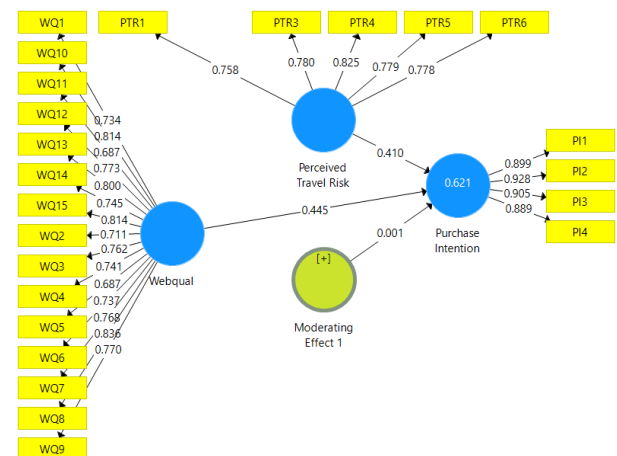 WQ1
PTR1
PTR3
PTR4
PTR5
PTR6
WQ10
WQ11
WQ12
WQ13
WQ14
WQ15
WQ2
WQ3
WQ4
WQ5
WQ6
WQ7
WQ8
WQ9
0.758
0.780
0.825
0.779
0.778
0.734
0.814
0.687
0.773
0.800
0.745
0.814
0.711
0.762
0.741
0.687
0.737
0.768
0.836
0.770
Webqual
Perceived
Travel Risk
0.410
0.445
0.001
[+]
Moderating
Effect 1
0.621
Purchase
Intention
0.899
0.928
0.905
0.889
PI1
PI2
PI3
PI4